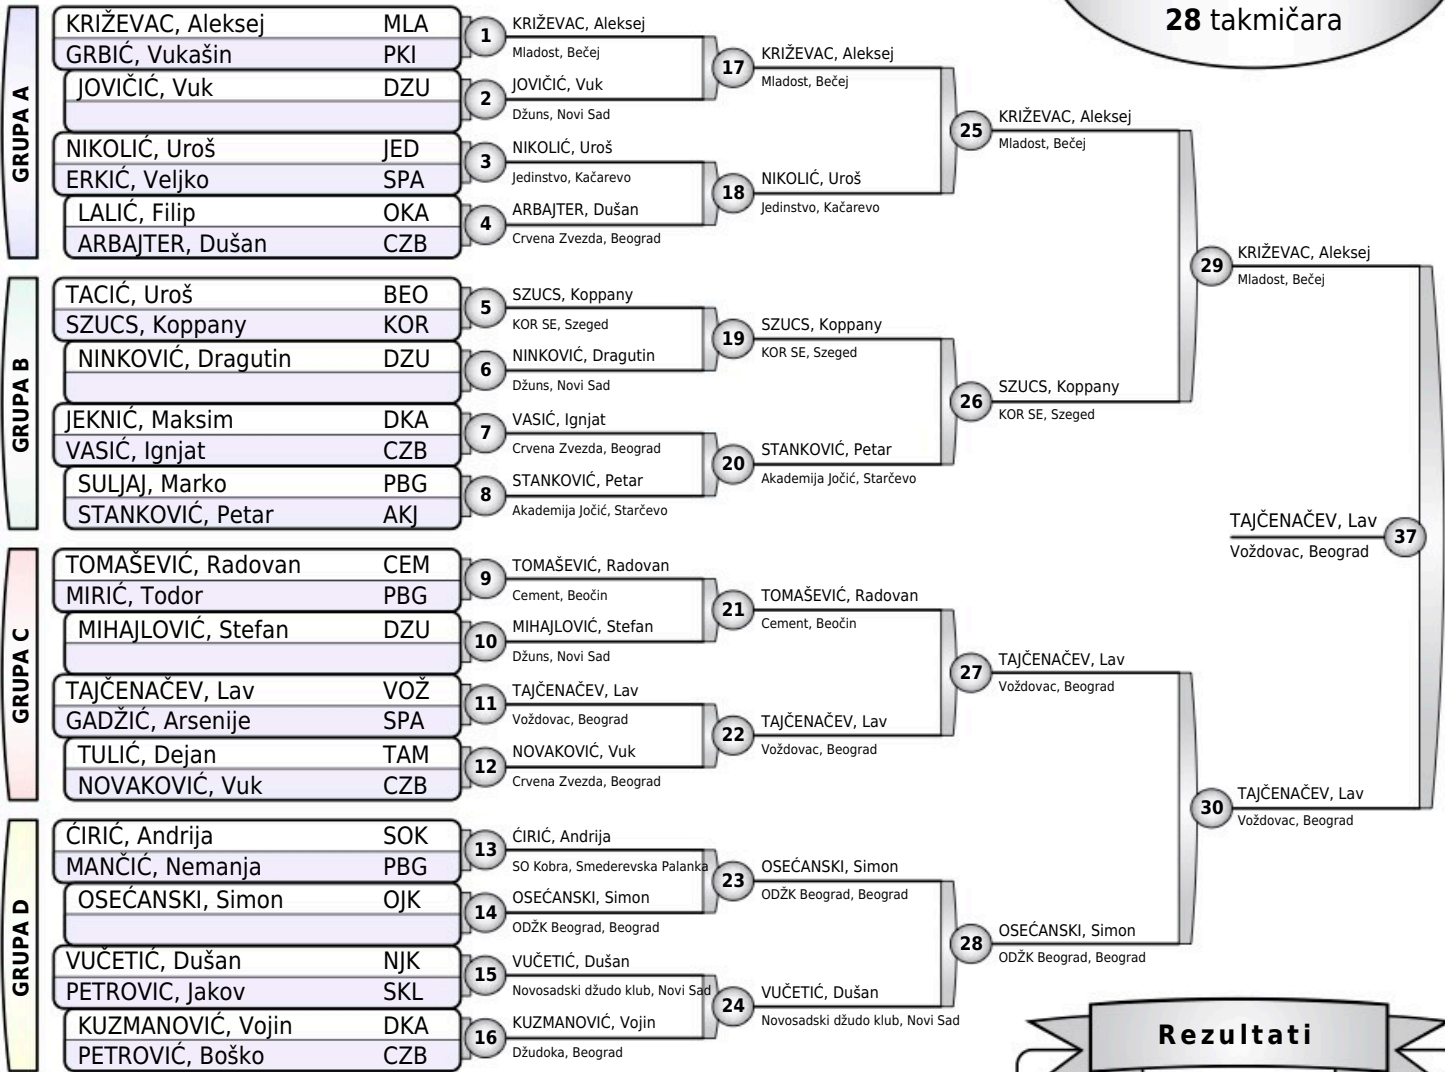 28 takmičara
GRUPA A
KRIŽEVAC, Aleksej MLA
GRBIĆ, Vukašin PKI
JOVIČIĆ, Vuk DZU
NIKOLIĆ, Uroš JED
ERKIĆ, Veljko SPA
LALIĆ, Filip OKA
ARBAJTER, Dušan CZB
GRUPA B
TACIĆ, Uroš BEO
SZUCS, Koppany KOR
NINKOVIĆ, Dragutin DZU
JEKNIĆ, Maksim DKA
VASIĆ, Ignjat CZB
SULJAJ, Marko PBG
STANKOVIĆ, Petar AKJ
GRUPA C
TOMAŠEVIĆ, Radovan CEM
MIRIĆ, Todor PBG
MIHAJLOVIĆ, Stefan DZU
TAJČENAČEV, Lav VOŽ
GADŽIĆ, Arsenije SPA
TULIĆ, Dejan TAM
NOVAKOVIĆ, Vuk CZB
GRUPA D
ĆIRIĆ, Andrija SOK
MANČIĆ, Nemanja PBG
OSEĆANSKI, Simon OJK
VUČETIĆ, Dušan NJK
PETROVIC, Jakov SKL
KUZMANOVIĆ, Vojin DKA
PETROVIĆ, Boško CZB
1 KRIŽEVAC, Aleksej
Mladost, Bečej
2 JOVIČIĆ, Vuk
Džuns, Novi Sad
3 NIKOLIĆ, Uroš
Jedinstvo, Kačarevo
4 ARBAJTER, Dušan
Crvena Zvezda, Beograd
5 SZUCS, Koppany
KOR SE, Szeged
6 NINKOVIĆ, Dragutin
Džuns, Novi Sad
7 VASIĆ, Ignjat
Crvena Zvezda, Beograd
8 STANKOVIĆ, Petar
Akademija Jočić, Starčevo
9 TOMAŠEVIĆ, Radovan
Cement, Beočin
10 MIHAJLOVIĆ, Stefan
Džuns, Novi Sad
11 TAJČENAČEV, Lav
Voždovac, Beograd
12 NOVAKOVIĆ, Vuk
Crvena Zvezda, Beograd
13 ĆIRIĆ, Andrija
SO Kobra, Smederevska Palanka
14 OSEĆANSKI, Simon
ODŽK Beograd, Beograd
15 VUČETIĆ, Dušan
Novosadski džudo klub, Novi Sad
16 KUZMANOVIĆ, Vojin
Džudoka, Beograd
17 KRIŽEVAC, Aleksej
Mladost, Bečej
18 NIKOLIĆ, Uroš
Jedinstvo, Kačarevo
19 SZUCS, Koppany
KOR SE, Szeged
20 STANKOVIĆ, Petar
Akademija Jočić, Starčevo
21 TOMAŠEVIĆ, Radovan
Cement, Beočin
22 TAJČENAČEV, Lav
Voždovac, Beograd
23 OSEĆANSKI, Simon
ODŽK Beograd, Beograd
24 VUČETIĆ, Dušan
Novosadski džudo klub, Novi Sad
25 KRIŽEVAC, Aleksej
Mladost, Bečej
26 SZUCS, Koppany
KOR SE, Szeged
27 TAJČENAČEV, Lav
Voždovac, Beograd
28 OSEĆANSKI, Simon
ODŽK Beograd, Beograd
29 KRIŽEVAC, Aleksej
Mladost, Bečej
30 TAJČENAČEV, Lav
Voždovac, Beograd
TAJČENAČEV, Lav 37
Voždovac, Beograd
Rezultati